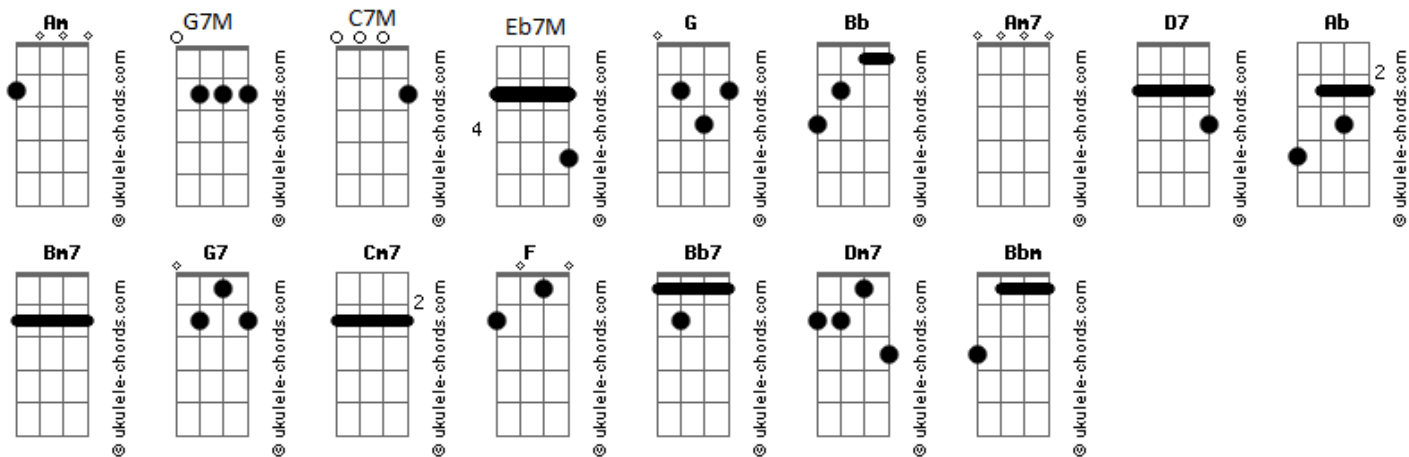 Am G7M C7M Eb7M G Bb Am7 D7 Ab
4 2
© ukulele-chords.com © ukulele-chords.com © ukulele-chords.com © ukulele-chords.com © ukulele-chords.com © ukulele-chords.com © ukulele-chords.com © ukulele-chords.com © ukulele-chords.com
Bm7 G7 Cm7 F Bb7 Dm7 Bbm
2
© ukulele-chords.com © ukulele-chords.com © ukulele-chords.com © ukulele-chords.com © ukulele-chords.com © ukulele-chords.com © ukulele-chords.com